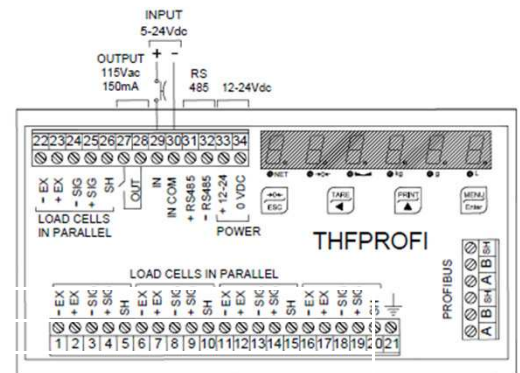 INPUT
5-24Vdc
+ −
OUTPUT
115Vac
150mA
RS
485
12-24Vdc
22 23 24 25 26 27 28 29 30 31 32 33 34
- EX
+ EX
- SIG
+ SIG
SH
OUT
IN
IN COM
+ RS485
- RS485
+ 12-24
0 VDC
LOAD CELLS
IN PARALLEL
POWER
NET
→0←
kg
g
L
→0←
ESC
TARE
PRINT
MENU
Enter
THFPROFI
PROFIBUS
SH
B
A
SH
B
A
LOAD CELLS IN PARALLEL
- EX
+ EX
- SIG
+ SIG
SH
- EX
+ EX
- SIG
+ SIG
SH
- EX
+ EX
- SIG
+ SIG
SH
- EX
+ EX
- SIG
+ SIG
1 2 3 4 5 6 7 8 9 10 11 12 13 14 15 16 17 18 19 20 21